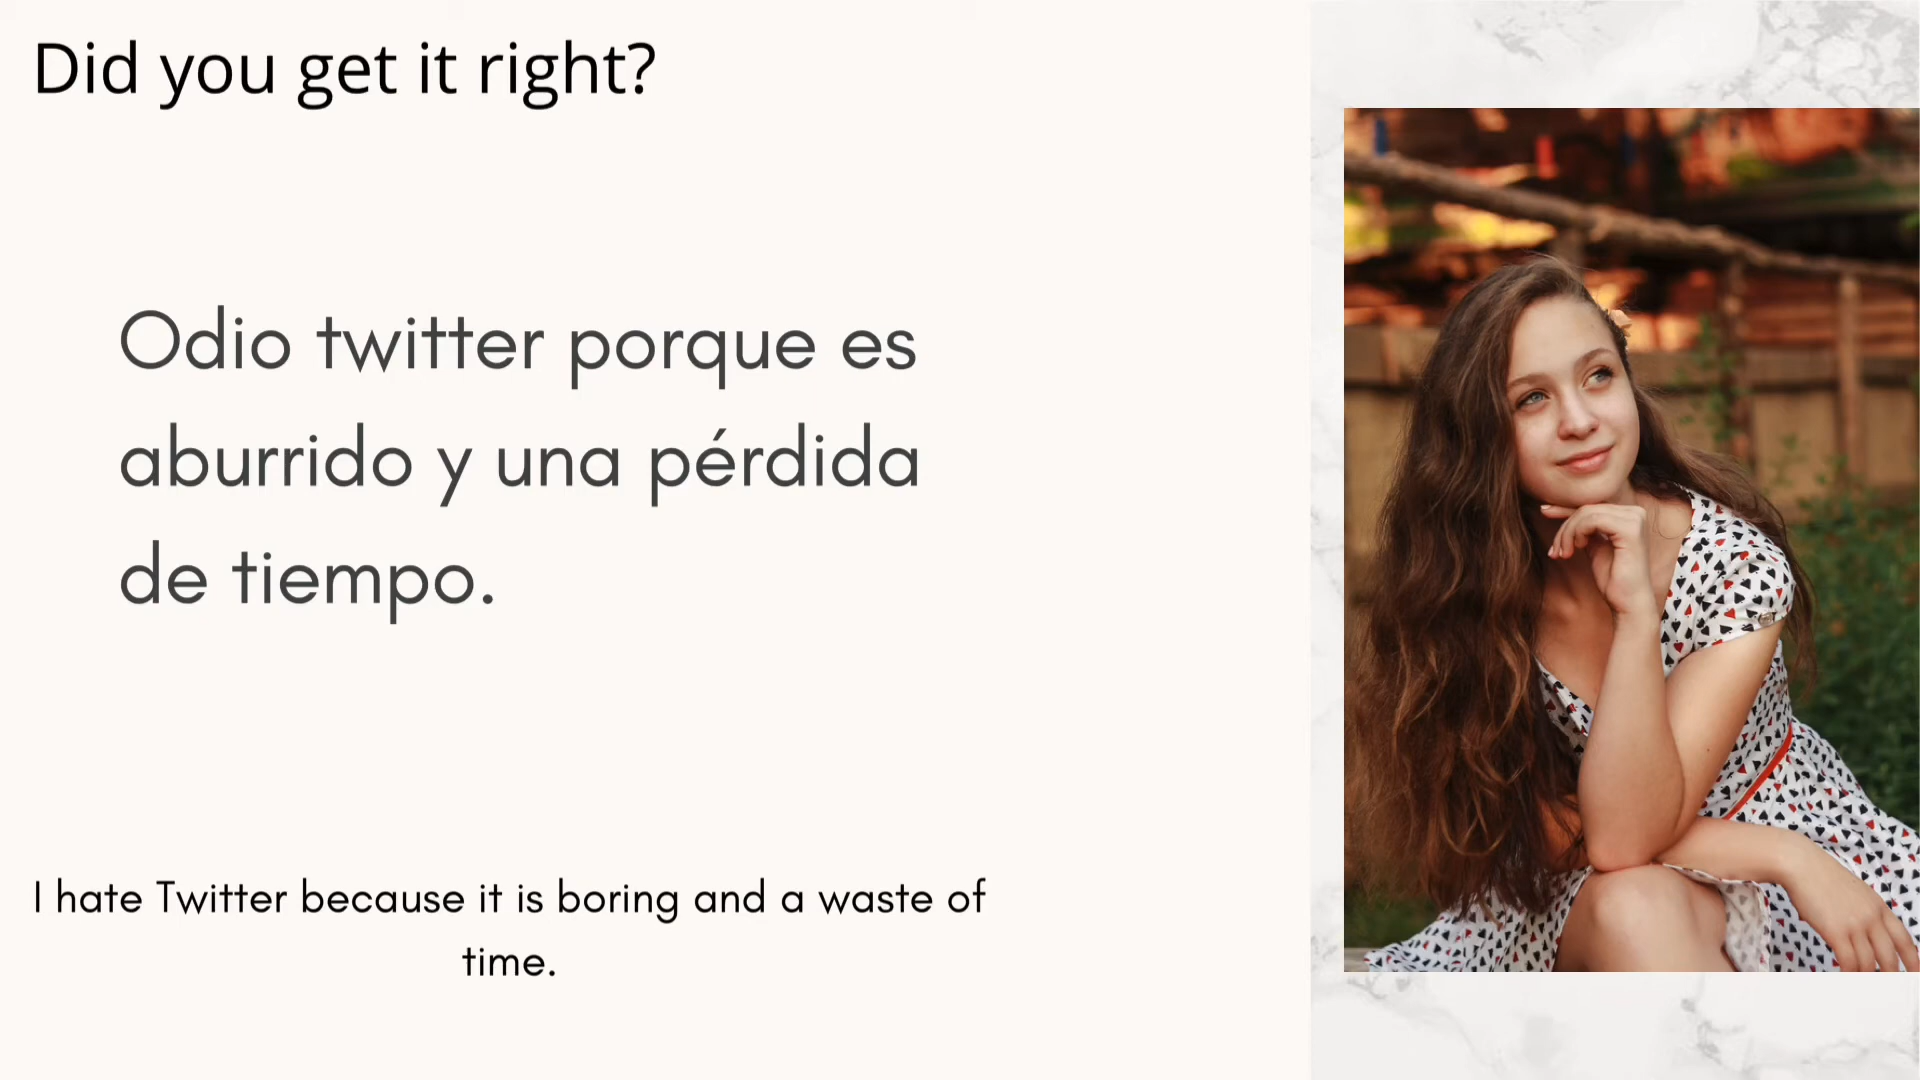 Did you get it right?
Odio twitter porque es
aburrido y una pérdida
de tiempo.
I hate Twitter because it is boring and a waste of
time.